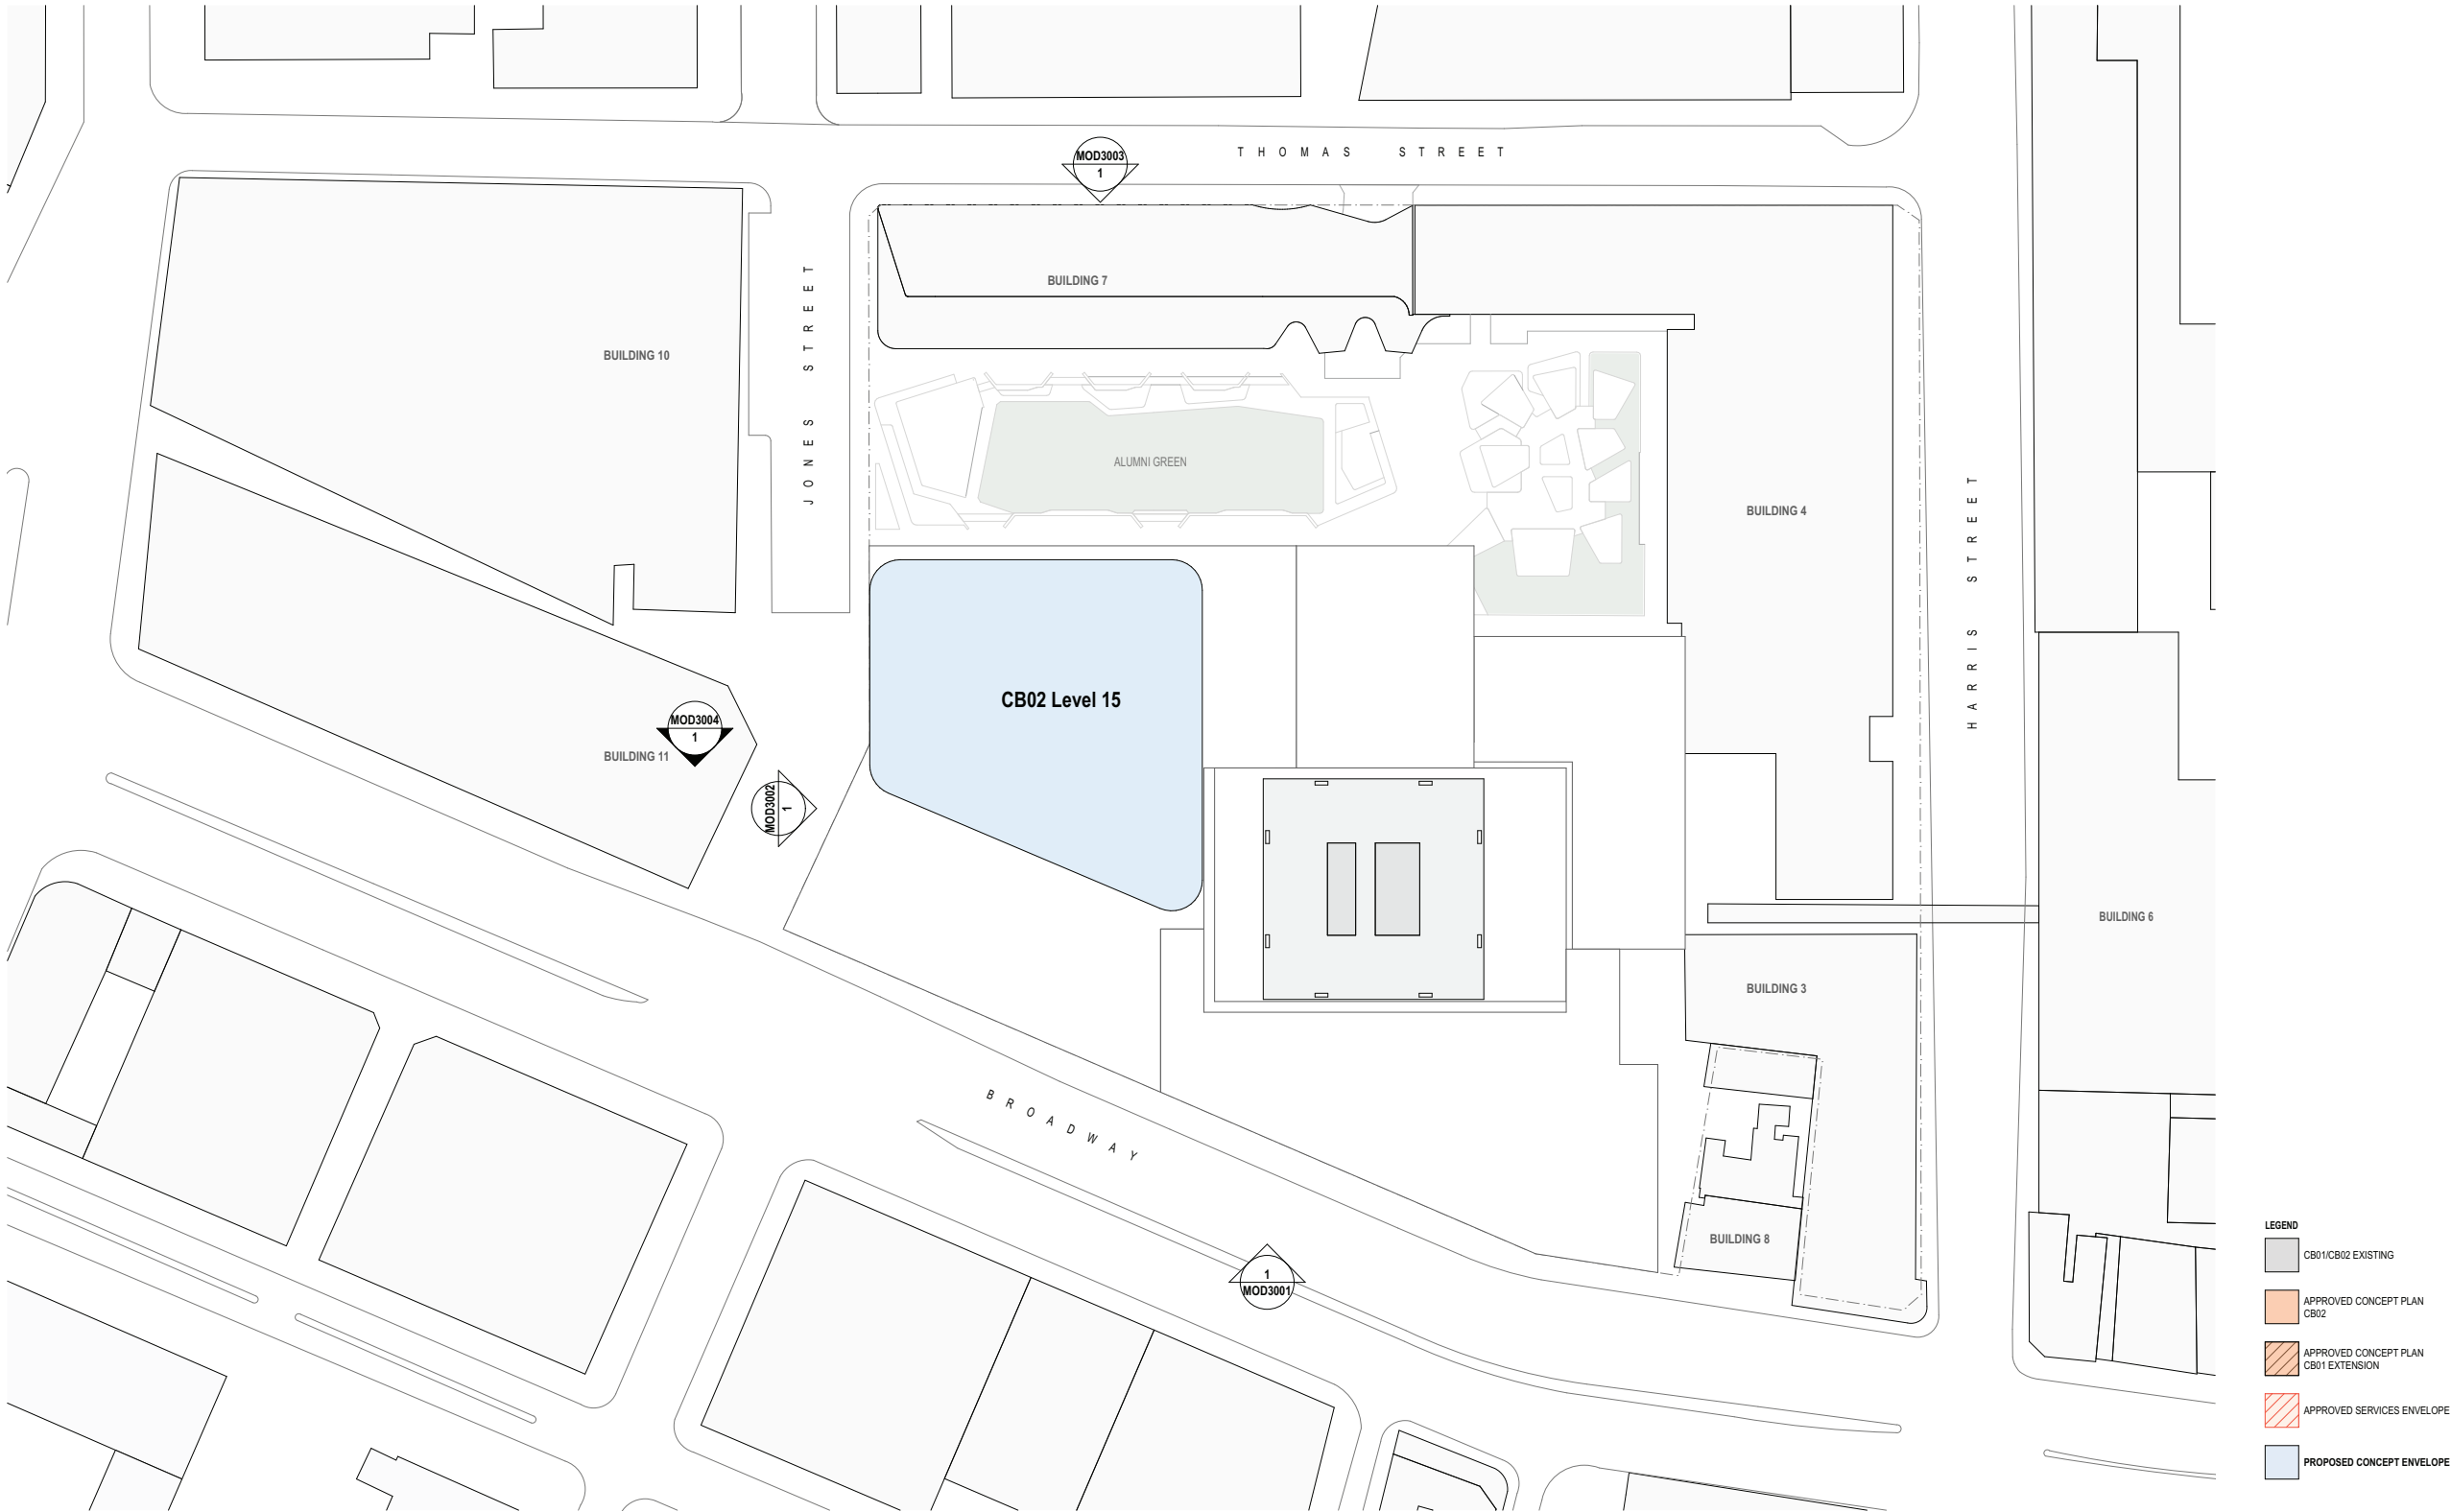 THOMAS STREET
MOD3003
1
BUILDING 7
JONES STREET
BUILDING 10
ALUMNI GREEN
BUILDING 4
HARRIS STREET
CB02 Level 15
MOD3004
1
BUILDING 11
MOD3002
1
BUILDING 6
BUILDING 3
BROADWAY
BUILDING 8
1
MOD3001
LEGEND
CB01/CB02 EXISTING
APPROVED CONCEPT PLAN
CB02
APPROVED CONCEPT PLAN
CB01 EXTENSION
APPROVED SERVICES ENVELOPE
PROPOSED CONCEPT ENVELOPE